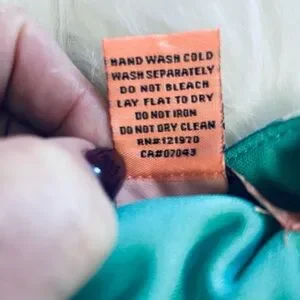 HAND WASH COLD
WASH SEPARATELY
DO NOT BLEACH
LAY FLAT TO DRY
DO NOT IRON
DO NOT DRY CLEAN
RN#121970
CA#07043